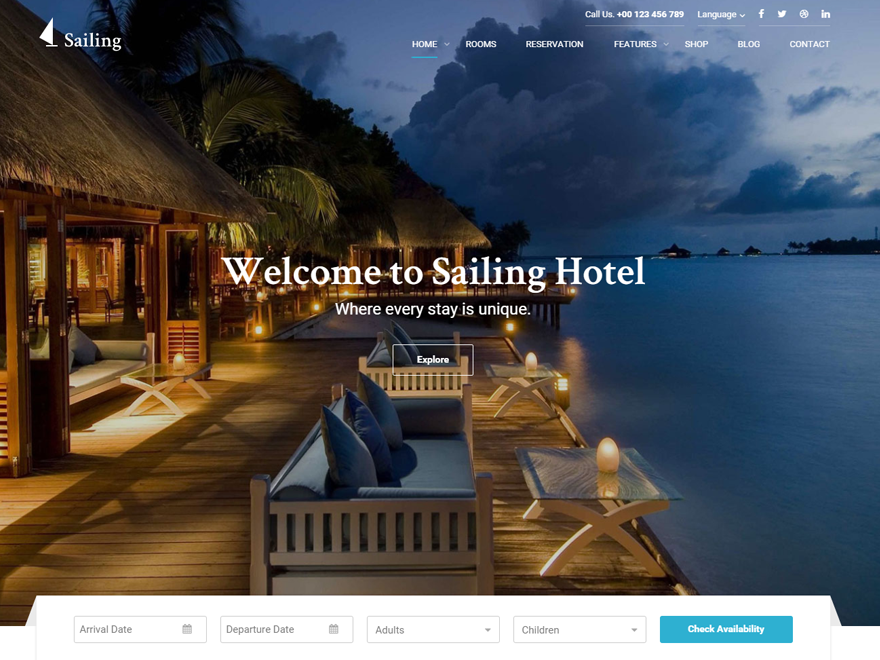 Call Us. +00 123 456 789 Language
Sailing
HOME ROOMS RESERVATION FEATURES SHOP BLOG CONTACT
Welcome to Sailing Hotel
Where every stay is unique.
Explore
Arrival Date Departure Date Adults Children Check Availability